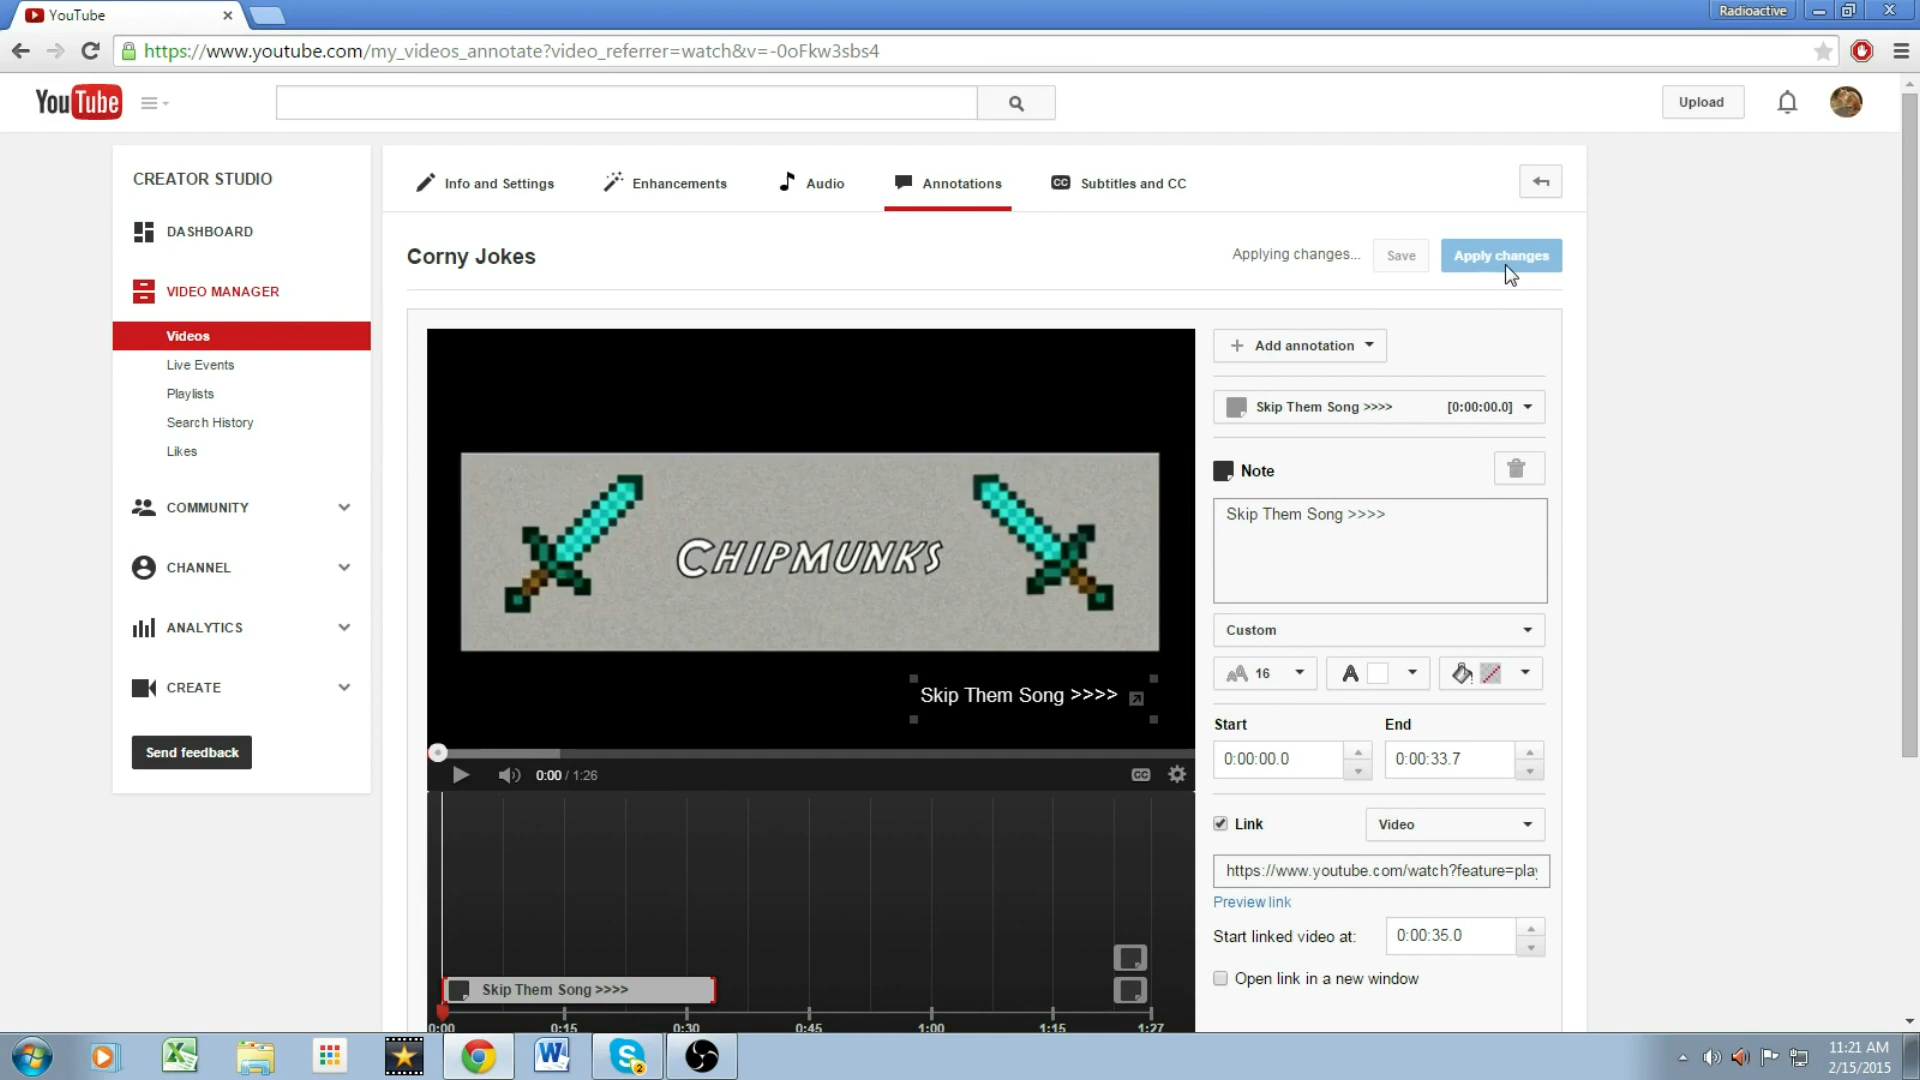 YouTube
Radioactive
https://www.youtube.com/my_videos_annotate?video_referrer=watch&v=-0oFkw3sbs4
YouTube
Upload
CREATOR STUDIO
DASHBOARD
VIDEO MANAGER
Videos
Live Events
Playlists
Search History
Likes
COMMUNITY
CHANNEL
ANALYTICS
CREATE
Send feedback
Info and Settings
Enhancements
Audio
Annotations
CC Subtitles and CC
Corny Jokes
Applying changes...
Save
Apply changes
CHIPMUNKS
Skip Them Song >>>>
0:00 / 1:26
CC
Skip Them Song >>>>
0:00 0:15 0:30 0:45 1:00 1:15 1:27
+ Add annotation
Skip Them Song >>>> [0:00:00.0]
Note
Skip Them Song >>>>
Custom
AA 16
A
Start End
0:00:00.0 0:00:33.7
Link Video
https://www.youtube.com/watch?feature=pla
Preview link
Start linked video at: 0:00:35.0
Open link in a new window
W
S 2
11:21 AM
2/15/2015